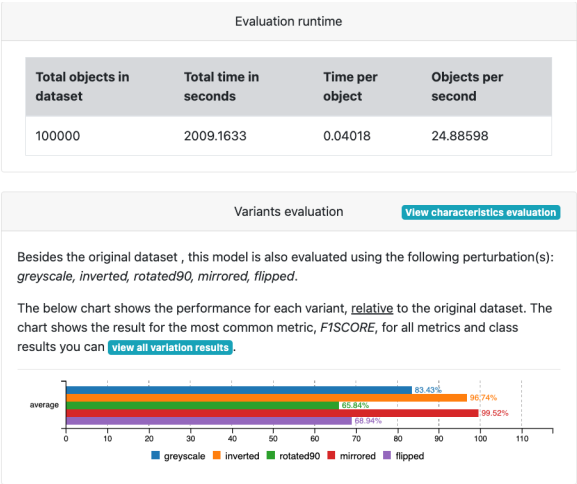 Evaluation runtime
Total objects in dataset Total time in seconds Time per object Objects per second
100000 2009.1633 0.04018 24.88598
Variants evaluation View characteristics evaluation
Besides the original dataset , this model is also evaluated using the following perturbation(s):
greyscale, inverted, rotated90, mirrored, flipped.
The below chart shows the performance for each variant, relative to the original dataset. The
chart shows the result for the most common metric, F1SCORE, for all metrics and class
results you can view all variation results.
83.43%
96.74%
average 65.84%
99.52%
68.94%
0 10 20 30 40 50 60 70 80 90 100 110
greyscale inverted rotated90 mirrored flipped